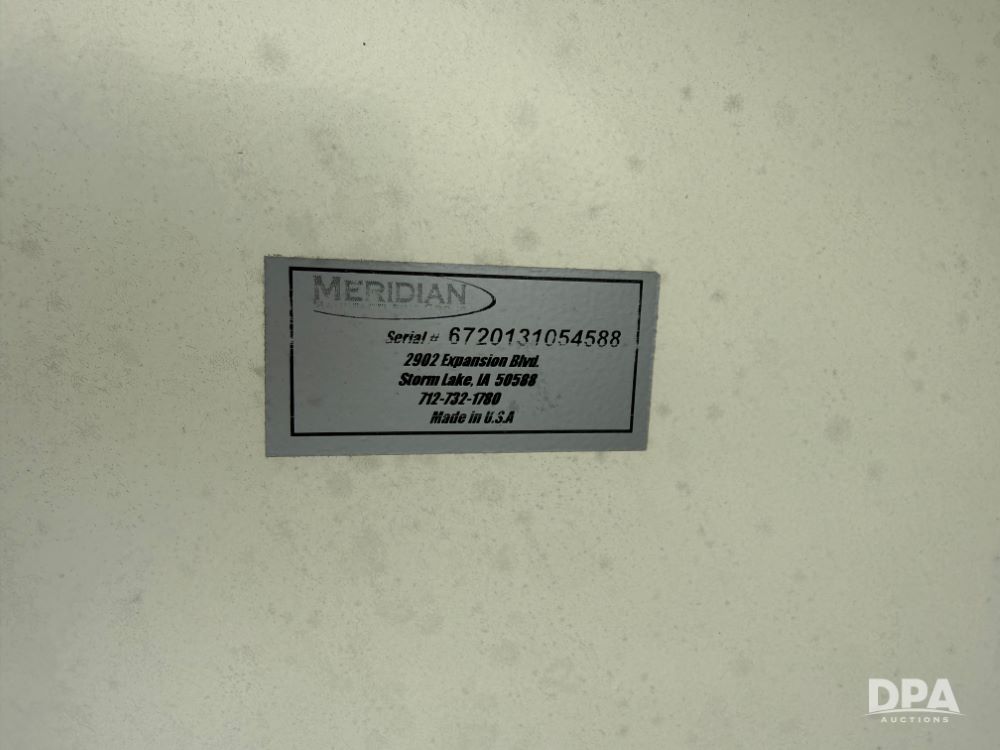 MERIDIAN
Serial # 6720131054588
2902 Expansion Blvd.
Storm Lake, IA 50588
712-732-1780
Made in U.S.A
DPA
AUCTIONS